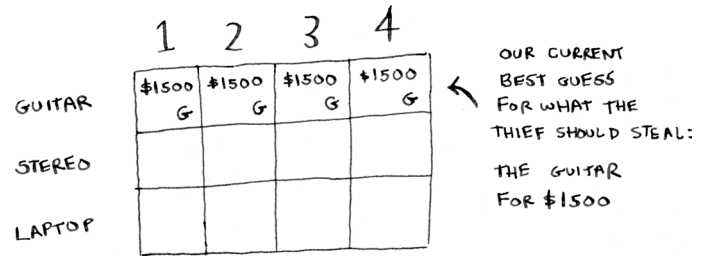 1 2 3 4
GUITAR $1500 G $1500 G $1500 G $1500 G
STEREO
LAPTOP
OUR CURRENT
BEST GUESS
FOR WHAT THE
THIEF SHOULD STEAL:
THE GUITAR
FOR $1500